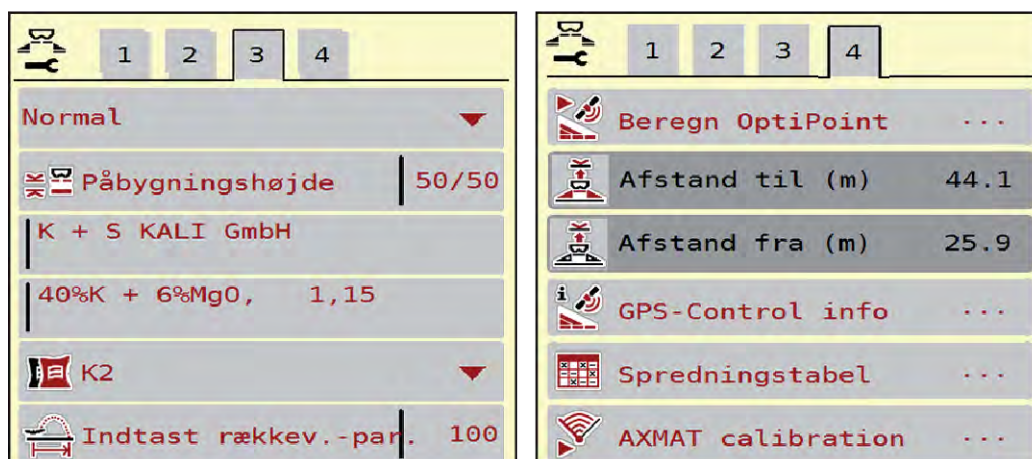 1 2 3 4
Normal
Påbygningshøjde 50/50
K + S KALI GmbH
40%K + 6%MgO, 1,15
K2
Indtast rækkev.-par. 100
1 2 3 4
Beregn OptiPoint ...
Afstand til (m) 44.1
Afstand fra (m) 25.9
i GPS-Control info ...
Spredningstabel ...
AXMAT calibration ...